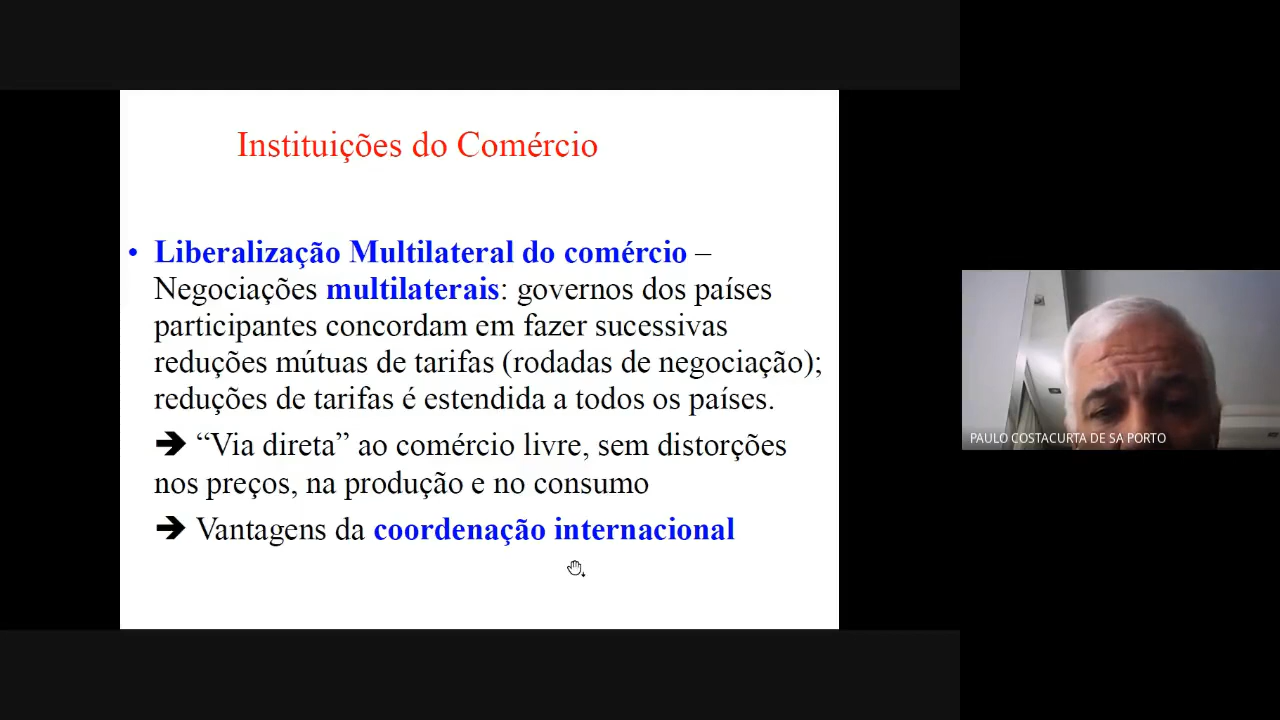 Instituições do Comércio
• Liberalização Multilateral do comércio –
Negociações multilaterais: governos dos países
participantes concordam em fazer sucessivas
reduções mútuas de tarifas (rodadas de negociação);
reduções de tarifas é estendida a todos os países.
➔ “Via direta” ao comércio livre, sem distorções
nos preços, na produção e no consumo
➔ Vantagens da coordenação internacional
PAULO COSTACURTA DE SA PORTO